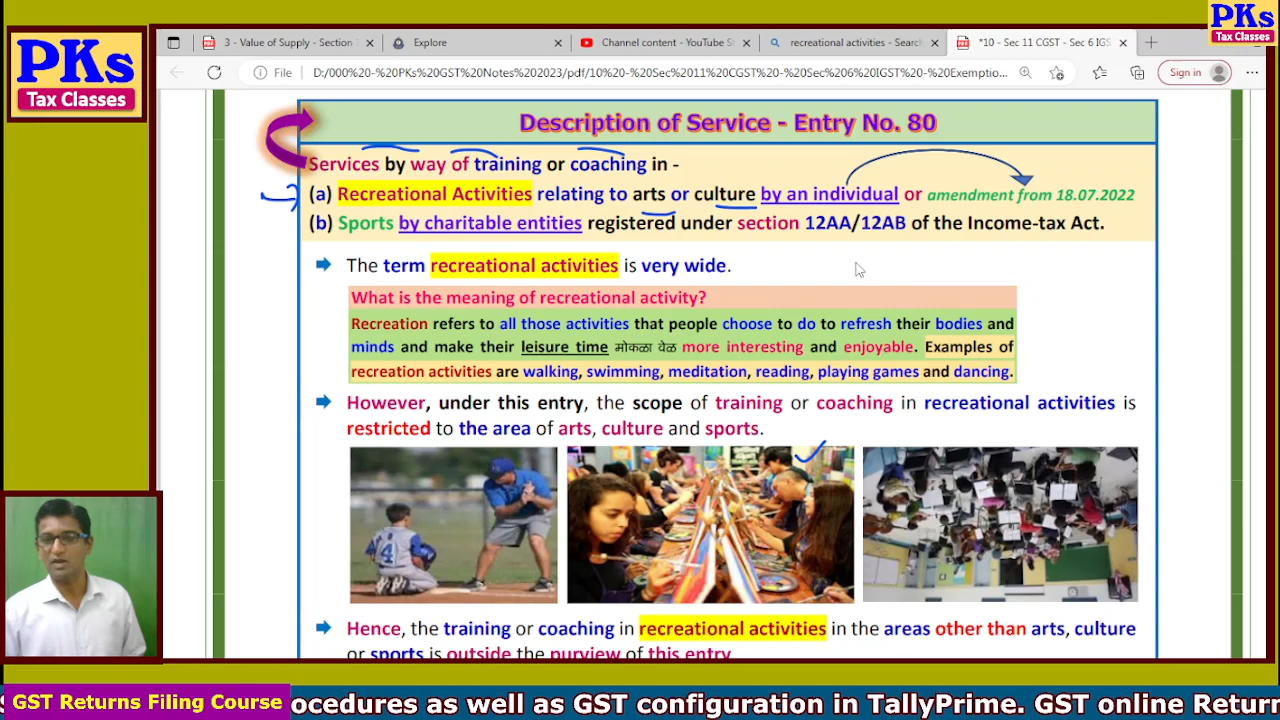 PKs
Tax Classes
PKs
Tax Classes
3 - Value of Supply - Section
Explore
Channel content - YouTube S
recreational activities - Search
*10 - Sec 11 CGST - Sec 6 IGS
File
D:/000%20-%20PKs%20GST%20Notes%202023/pdf/10%20-%20Sec%2011%20CGST%20-%20Sec%2006%20IGST%20-%20Exemptio...
Sign in
Description of Service - Entry No. 80
Services by way of training or coaching in -
(a) Recreational Activities relating to arts or culture by an individual or amendment from 18.07.2022
(b) Sports by charitable entities registered under section 12AA/12AB of the Income-tax Act.
The term recreational activities is very wide.
What is the meaning of recreational activity?
Recreation refers to all those activities that people choose to do to refresh their bodies and
minds and make their leisure time मोकळा वेळ more interesting and enjoyable. Examples of
recreation activities are walking, swimming, meditation, reading, playing games and dancing.
However, under this entry, the scope of training or coaching in recreational activities is
restricted to the area of arts, culture and sports.
4
Hence, the training or coaching in recreational activities in the areas other than arts, culture
or sports is outside the purview of this entry.
GST Returns Filing Course
ocedures as well as GST configuration in TallyPrime. GST online Return